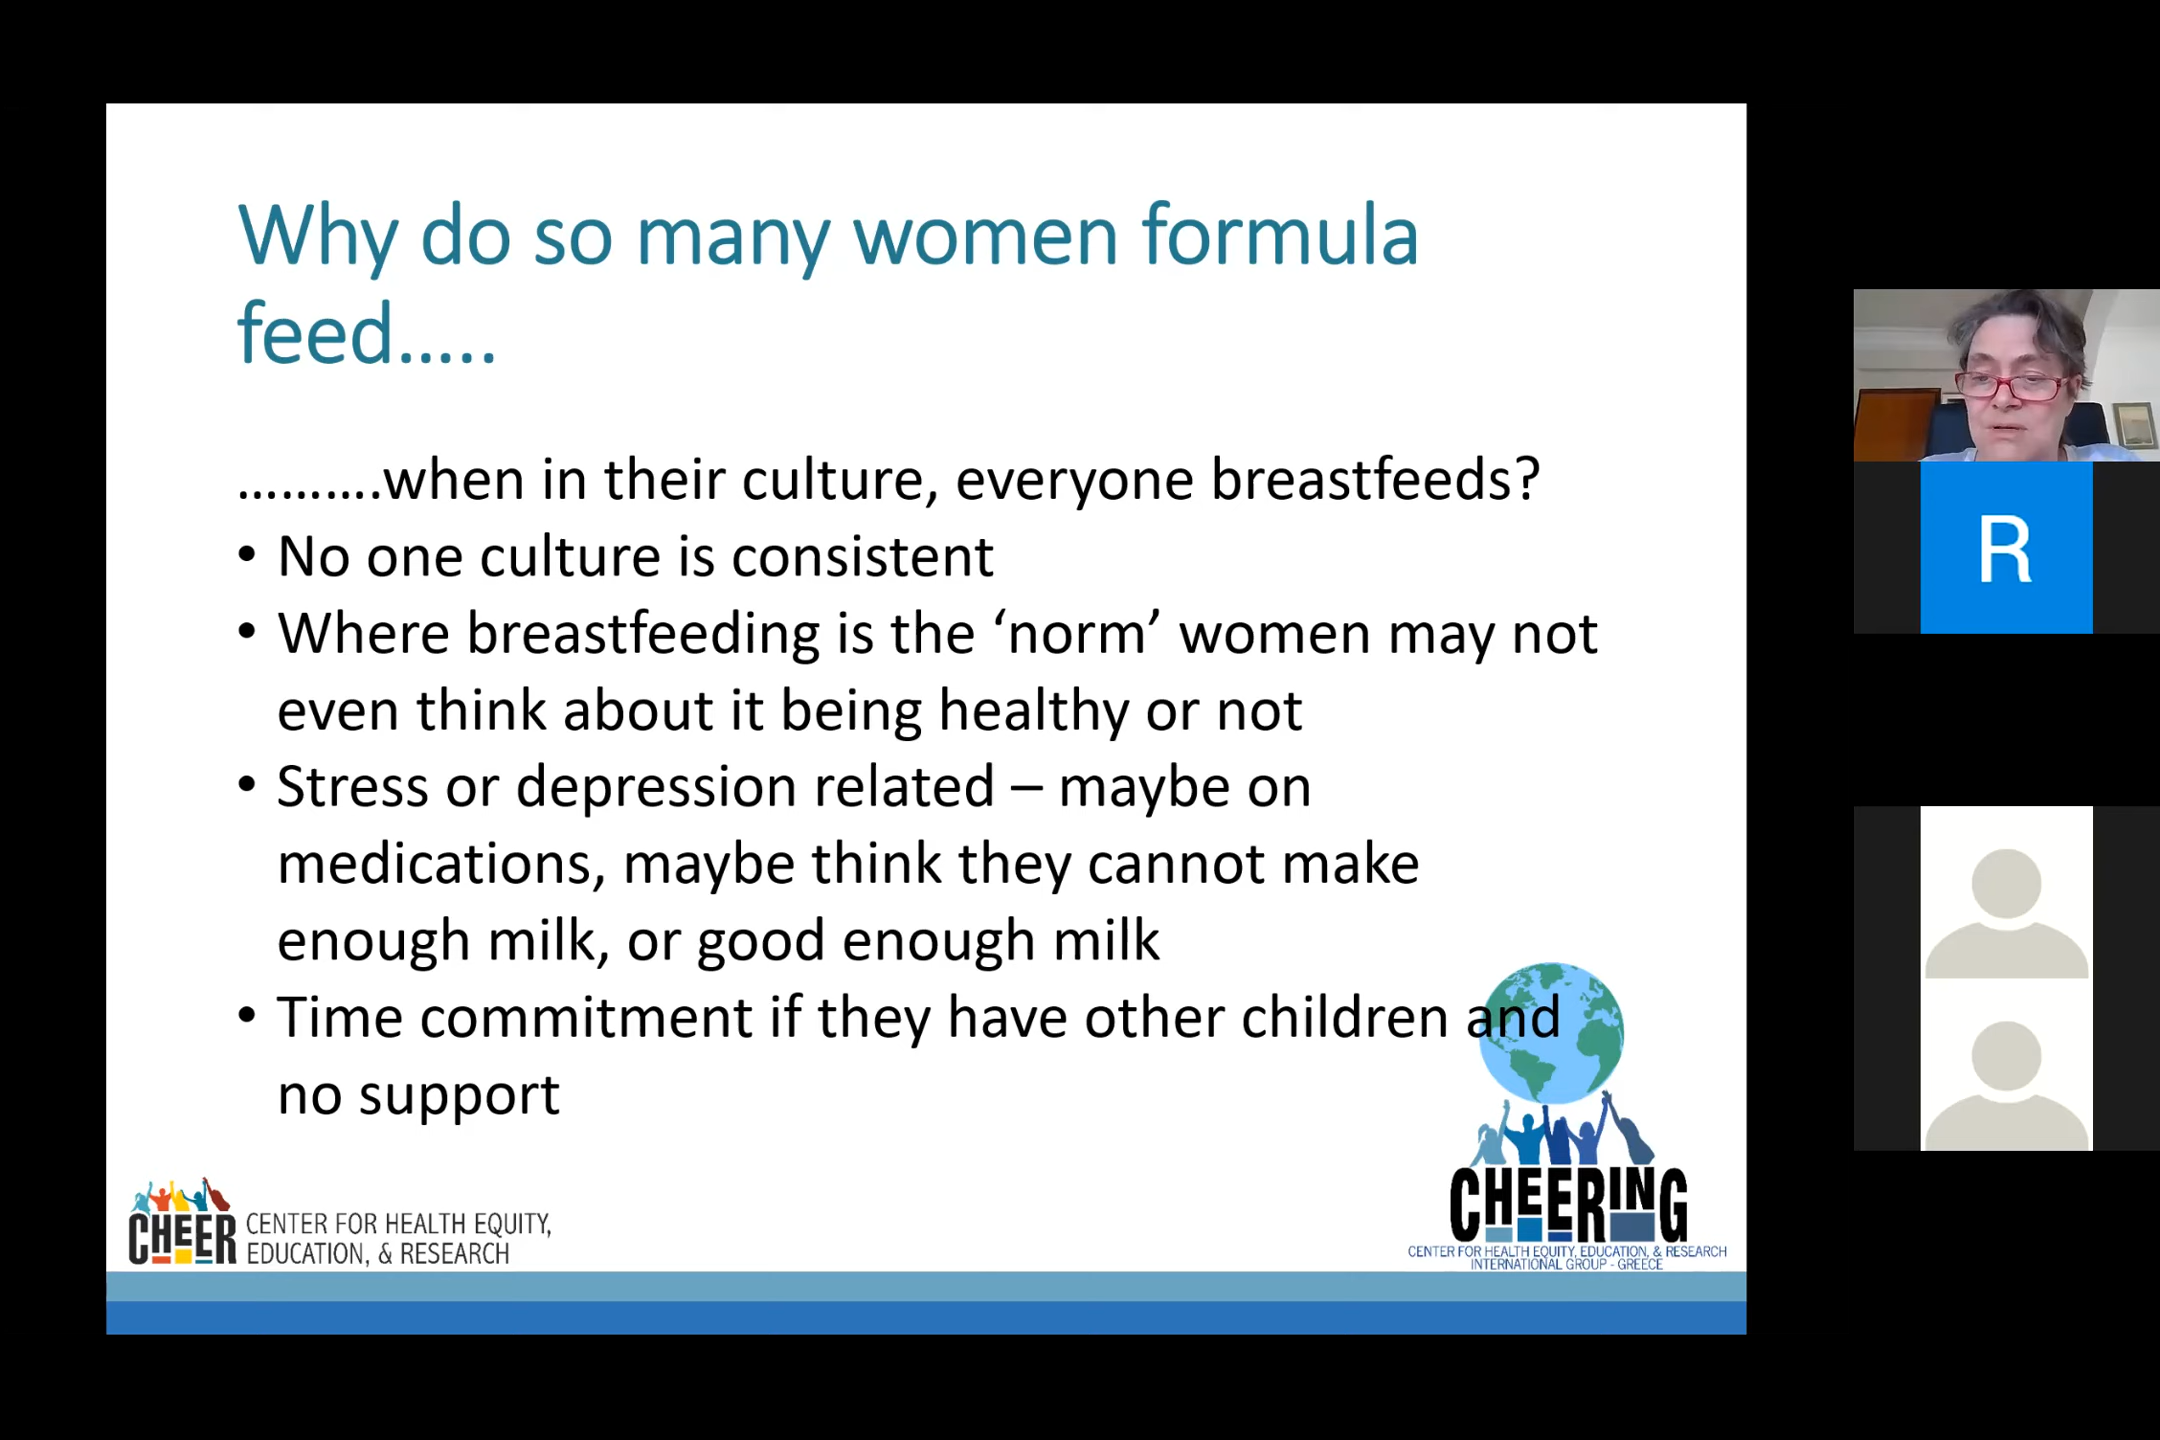 Why do so many women formula
feed.....
..........when in their culture, everyone breastfeeds?
• No one culture is consistent
• Where breastfeeding is the ‘norm’ women may not
even think about it being healthy or not
• Stress or depression related – maybe on
medications, maybe think they cannot make
enough milk, or good enough milk
• Time commitment if they have other children and
no support
CHEER CENTER FOR HEALTH EQUITY,
EDUCATION, & RESEARCH
CHEERING
CENTER FOR HEALTH EQUITY, EDUCATION, & RESEARCH
INTERNATIONAL GROUP - GREECE
R